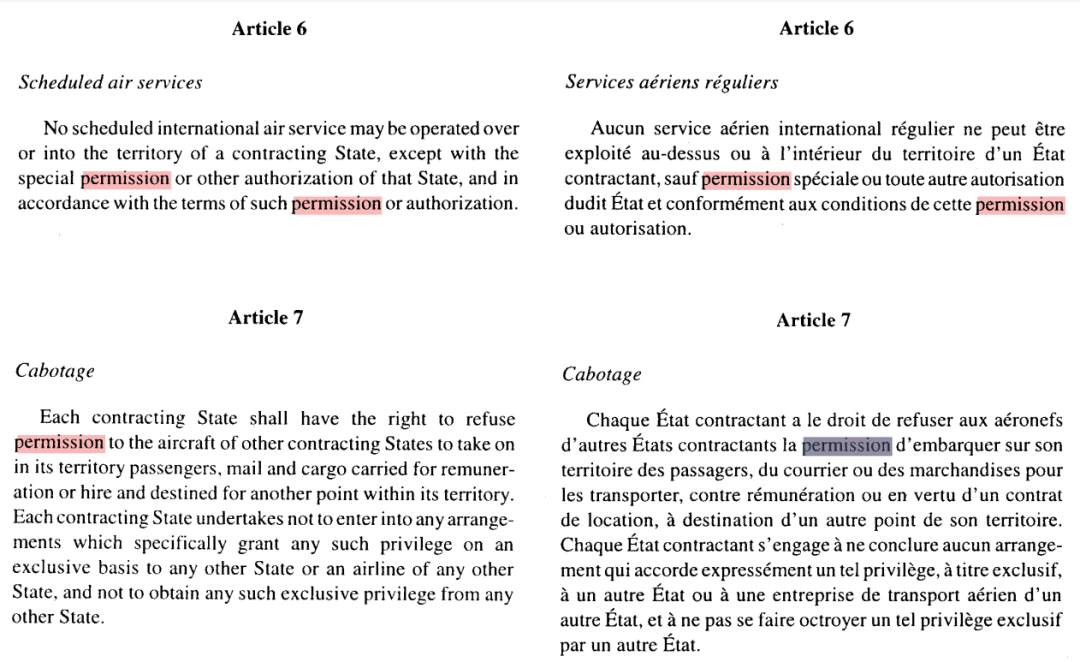 Article 6
Scheduled air services
No scheduled international air service may be operated over
or into the territory of a contracting State, except with the
special permission or other authorization of that State, and in
accordance with the terms of such permission or authorization.
Article 7
Cabotage
Each contracting State shall have the right to refuse
permission to the aircraft of other contracting States to take on
in its territory passengers, mail and cargo carried for remuner-
ation or hire and destined for another point within its territory.
Each contracting State undertakes not to enter into any arrange-
ments which specifically grant any such privilege on an
exclusive basis to any other State or an airline of any other
State, and not to obtain any such exclusive privilege from any
other State.
Article 6
Services aériens réguliers
Aucun service aérien international régulier ne peut être
exploité au-dessus ou à l'intérieur du territoire d'un État
contractant, sauf permission spéciale ou toute autre autorisation
dudit État et conformément aux conditions de cette permission
ou autorisation.
Article 7
Cabotage
Chaque État contractant a le droit de refuser aux aéronefs
d'autres États contractants la permission d'embarquer sur son
territoire des passagers, du courrier ou des marchandises pour
les transporter, contre rémunération ou en vertu d'un contrat
de location, à destination d'un autre point de son territoire.
Chaque État contractant s'engage à ne conclure aucun arrange-
ment qui accorde expressément un tel privilège, à titre exclusif,
à un autre État ou à une entreprise de transport aérien d'un
autre État, et à ne pas se faire octroyer un tel privilège exclusif
par un autre État.